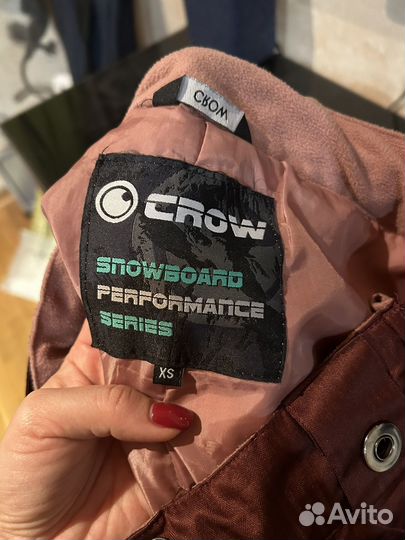 CROW
CROW
SNOWBOARD
PERFORMANCE
SERIES
XS
Avito